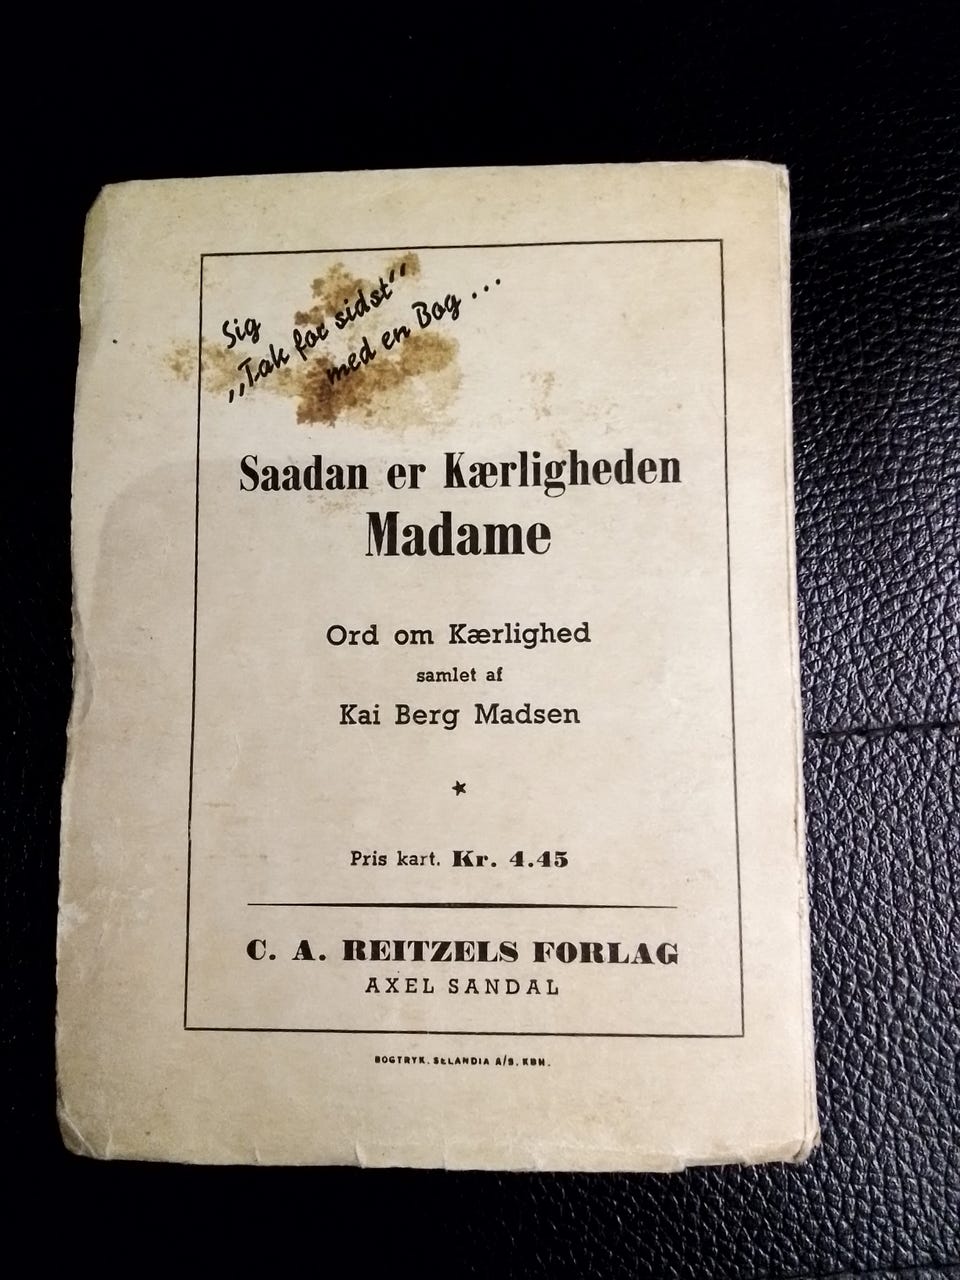 Sig
„Tak for sidst“
med en Bog ...
Saadan er Kærligheden
Madame
Ord om Kærlighed
samlet af
Kai Berg Madsen
Pris kart. Kr. 4.45
C. A. REITZELS FORLAG
AXEL SANDAL
BOGTRYK. SELANDIA A/S. KBH.